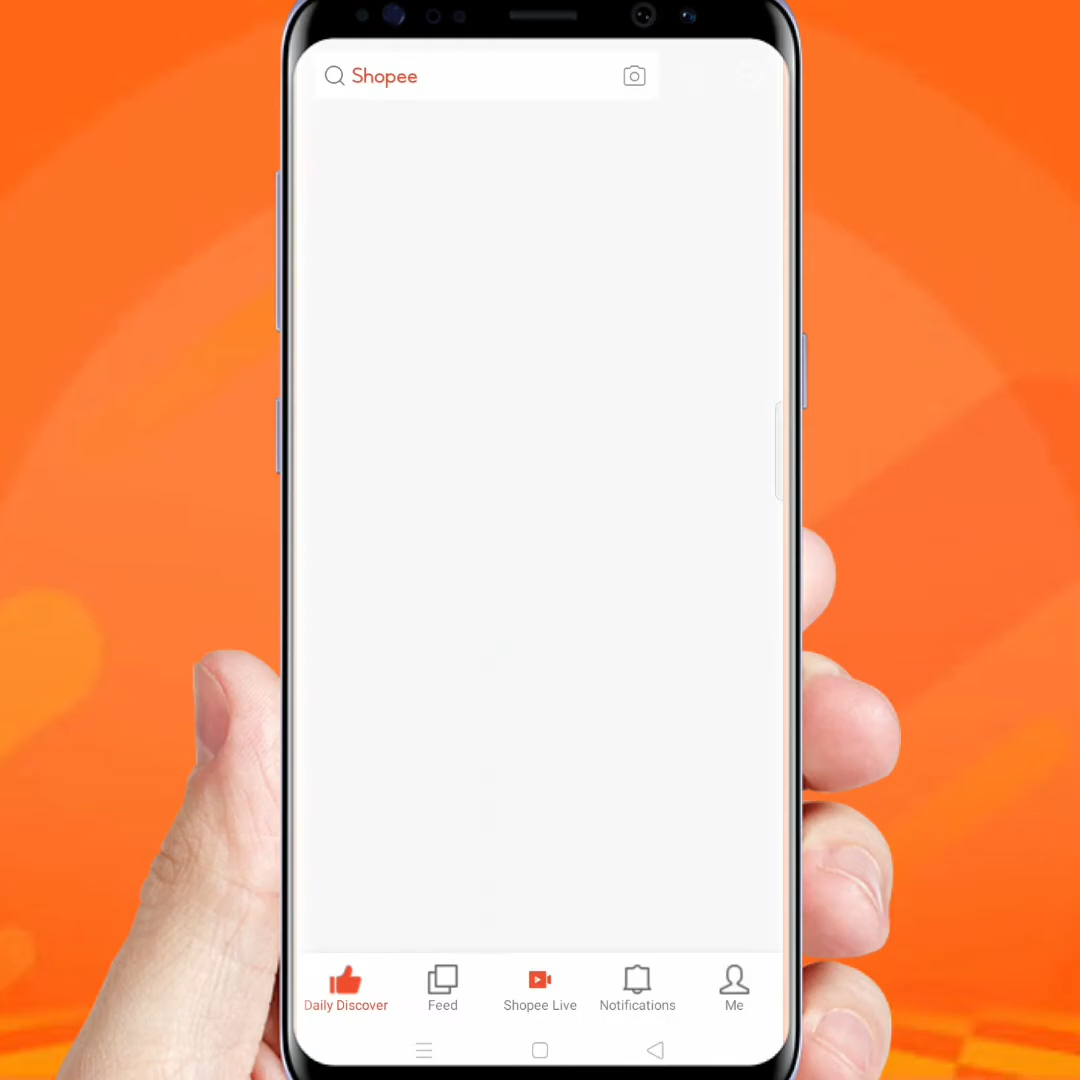 Shopee
Daily Discover
Feed
Shopee Live
Notifications
Me